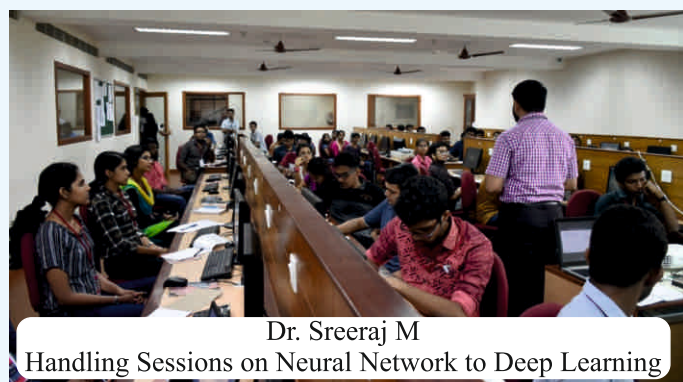 Dr. Sreeraj M
Handling Sessions on Neural Network to Deep Learning